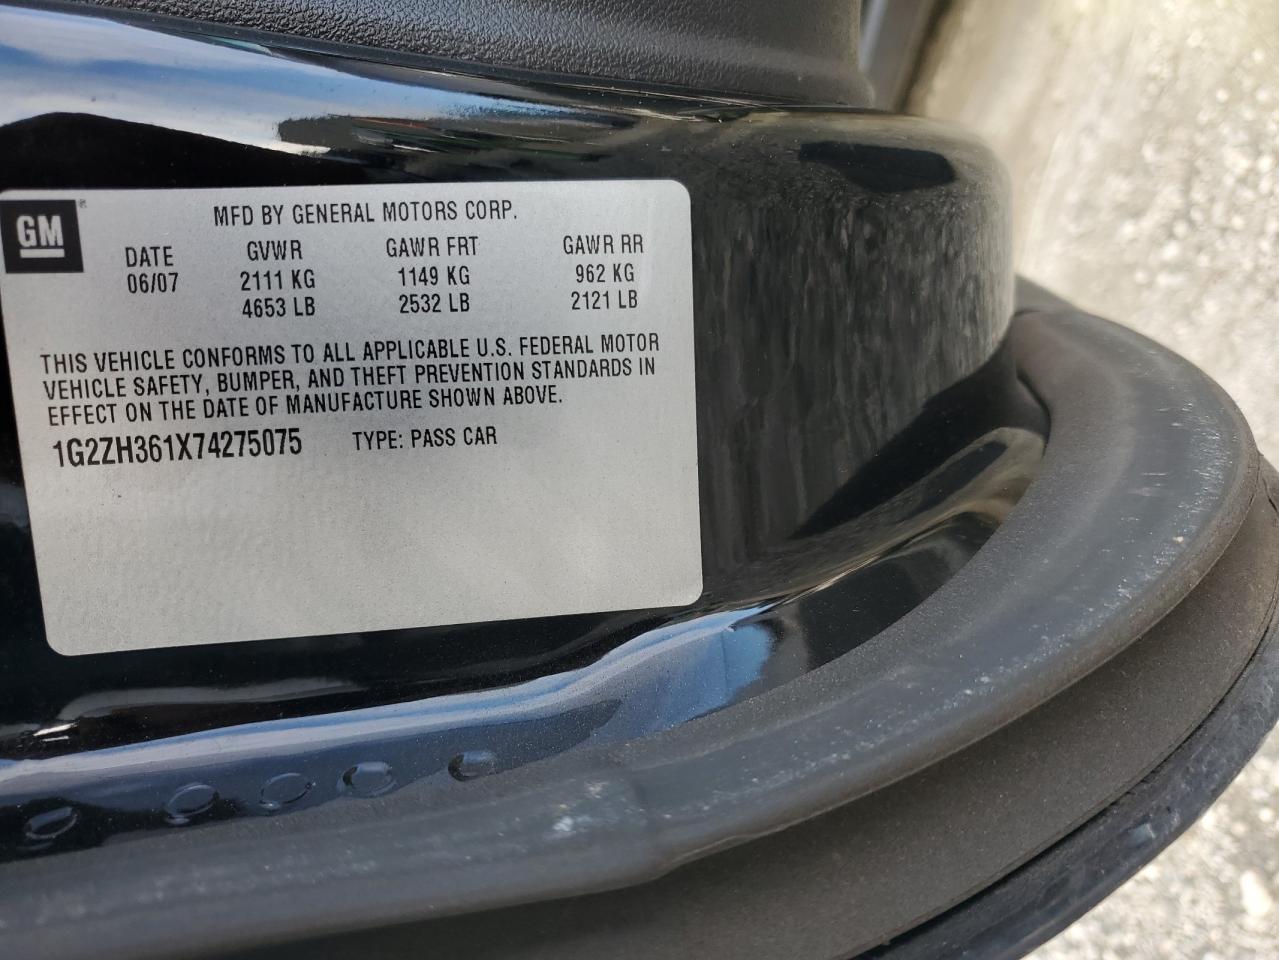 GM®
MFD BY GENERAL MOTORS CORP.
DATE GVWR GAWR FRT GAWR RR
06/07 2111 KG 1149 KG 962 KG
4653 LB 2532 LB 2121 LB
THIS VEHICLE CONFORMS TO ALL APPLICABLE U.S. FEDERAL MOTOR
VEHICLE SAFETY, BUMPER, AND THEFT PREVENTION STANDARDS IN
EFFECT ON THE DATE OF MANUFACTURE SHOWN ABOVE.
1G2ZH361X74275075 TYPE: PASS CAR